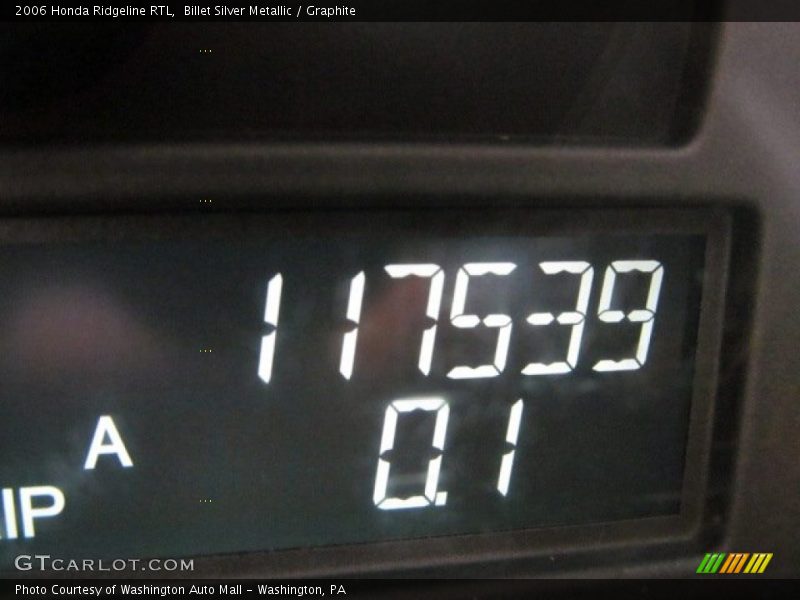 2006 Honda Ridgeline RTL,  Billet Silver Metallic / Graphite
117539
A 0.1
IP
GTCARLOT.COM
Photo Courtesy of Washington Auto Mall - Washington, PA